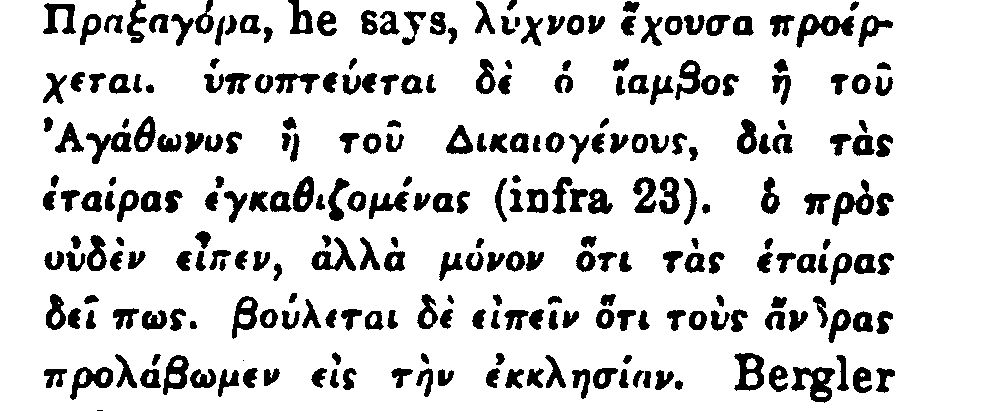 Πραξαγόρα, he says, λύχνον ἔχουσα προέρ-
χεται. ὑποπτεύεται δὲ ὁ ἴαμβος ἢ τοῦ
Ἀγάθωνος ἢ τοῦ Δικαιογένους, διὰ τὰς
ἑταίρας ἐγκαθιζομένας (infra 23). ὃ πρὸς
οὐδὲν εἶπεν, ἀλλὰ μόνον ὅτι τὰς ἑταίρας
δεῖ πως. βούλεται δὲ εἰπεῖν ὅτι τοὺς ἄνδρας
προλάβωμεν εἰς τὴν ἐκκλησίαν. Bergler